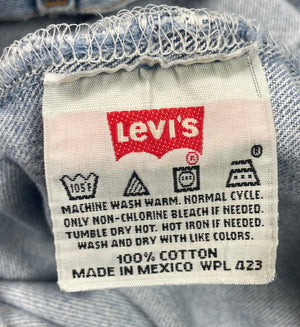 Levi's
®
®
105F
MACHINE WASH WARM. NORMAL CYCLE.
ONLY NON-CHLORINE BLEACH IF NEEDED.
TUMBLE DRY HOT. HOT IRON IF NEEDED.
WASH AND DRY WITH LIKE COLORS.
100% COTTON
MADE IN MEXICO WPL 423